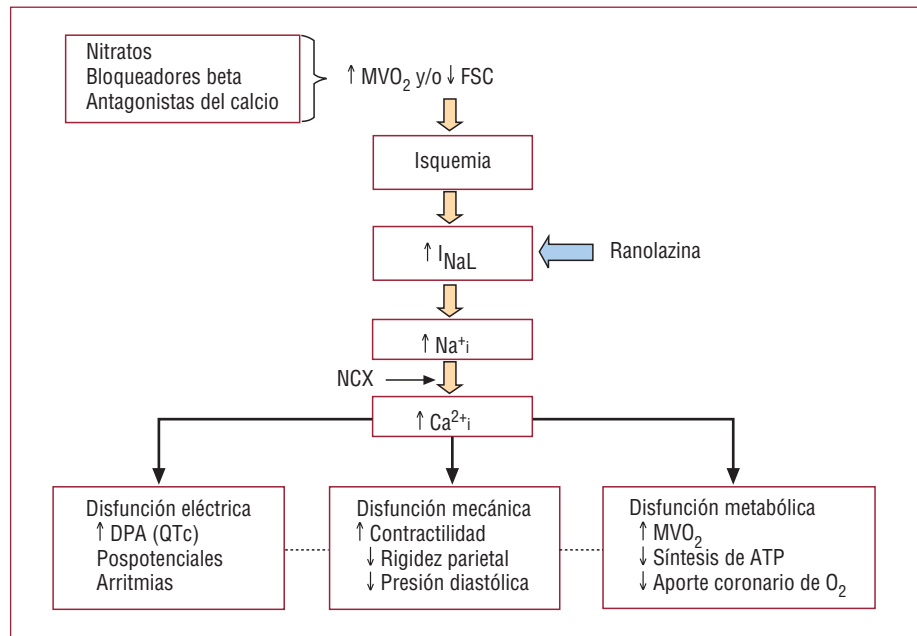 Nitratos
Bloqueadores beta
Antagonistas del calcio
↑ MVO₂ y/o ↓ FSC
Isquemia
↑ I_NaL
Ranolazina
↑ Na⁺i
NCX
↑ Ca²⁺i
Disfunción eléctrica
↑ DPA (QTc)
Pospotenciales
Arritmias
Disfunción mecánica
↑ Contractilidad
↓ Rigidez parietal
↓ Presión diastólica
Disfunción metabólica
↑ MVO₂
↓ Síntesis de ATP
↓ Aporte coronario de O₂